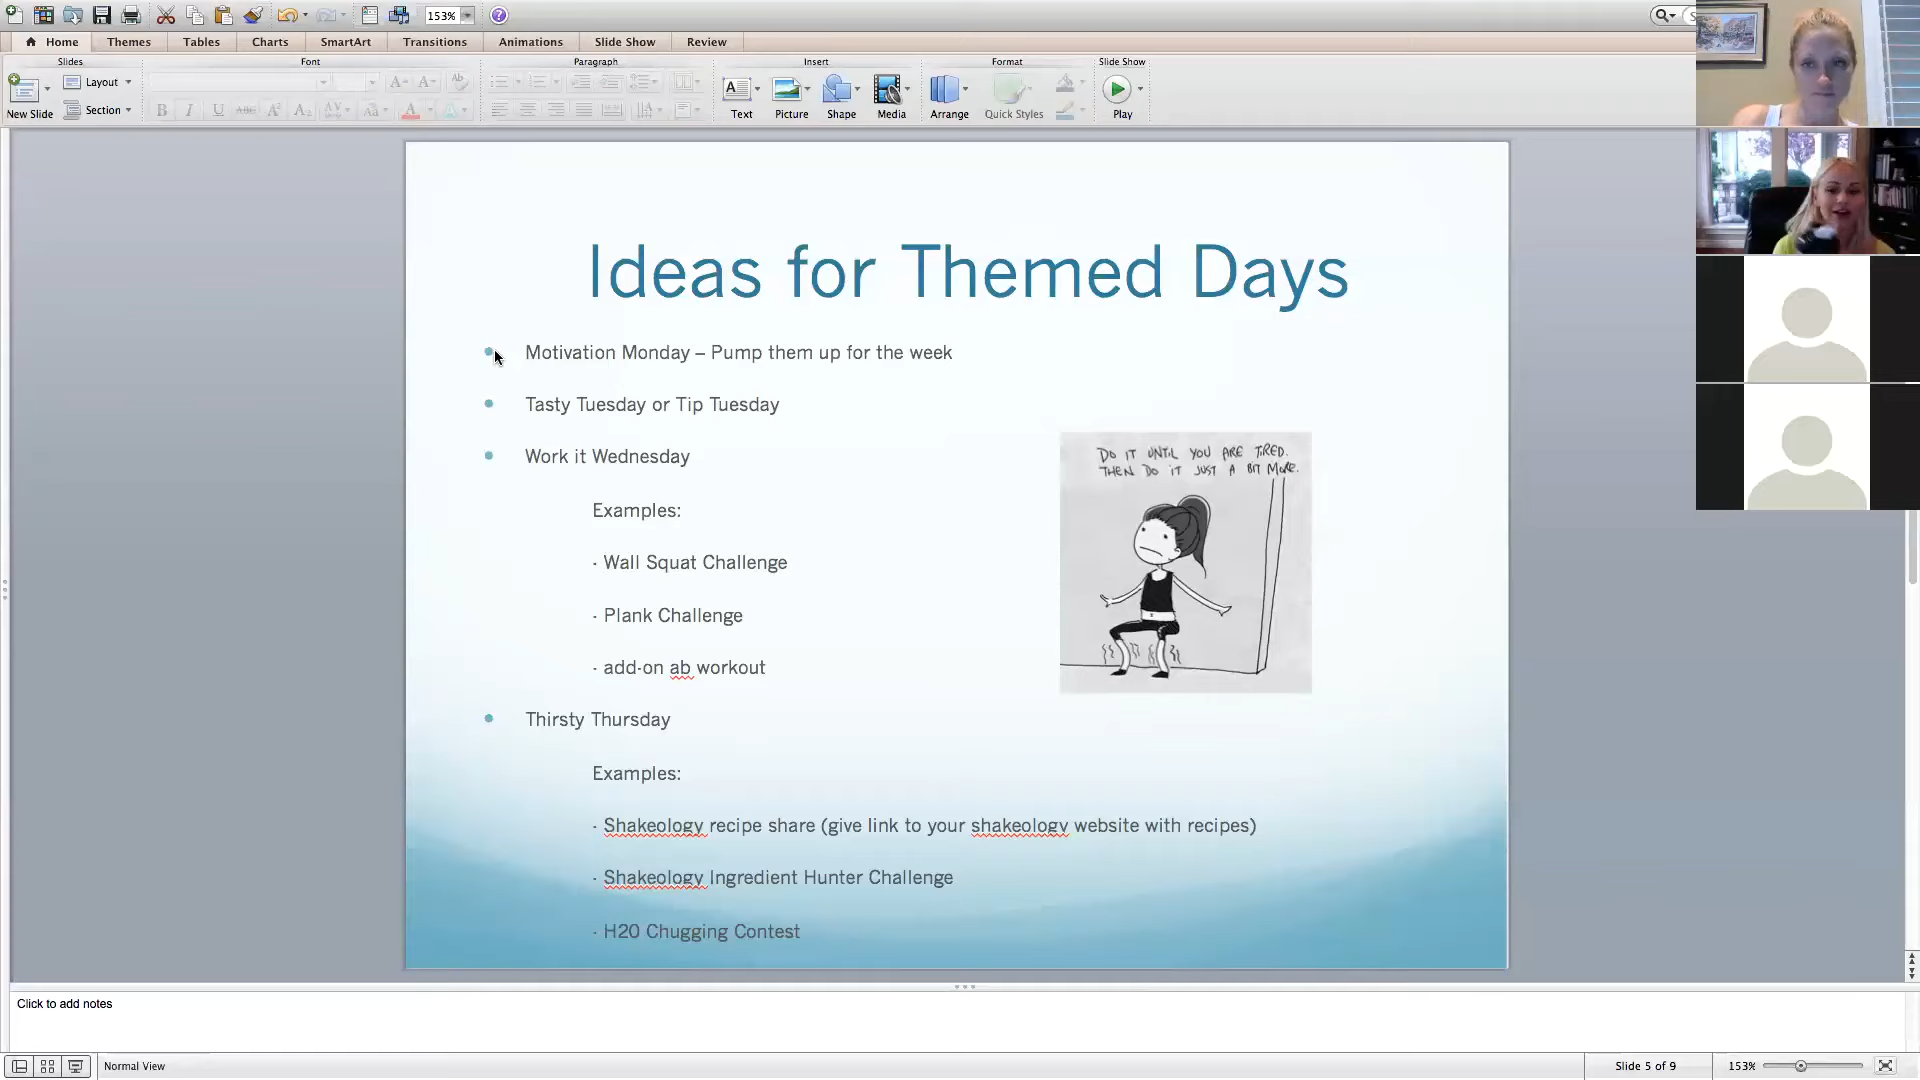 153%
Home
Themes
Tables
Charts
SmartArt
Transitions
Animations
Slide Show
Review
Slides
Font
Paragraph
Insert
Format
Slide Show
Layout
New Slide
Section
Text
Picture
Shape
Media
Arrange
Quick Styles
Play
Ideas for Themed Days
Motivation Monday – Pump them up for the week
Tasty Tuesday or Tip Tuesday
Work it Wednesday
Examples:
- Wall Squat Challenge
- Plank Challenge
- add-on ab workout
Thirsty Thursday
Examples:
- Shakeology recipe share (give link to your shakeology website with recipes)
- Shakeology Ingredient Hunter Challenge
- H20 Chugging Contest
DO IT UNTIL YOU ARE TIRED.
THEN DO IT JUST A BIT MORE.
Click to add notes
Normal View
Slide 5 of 9
153%